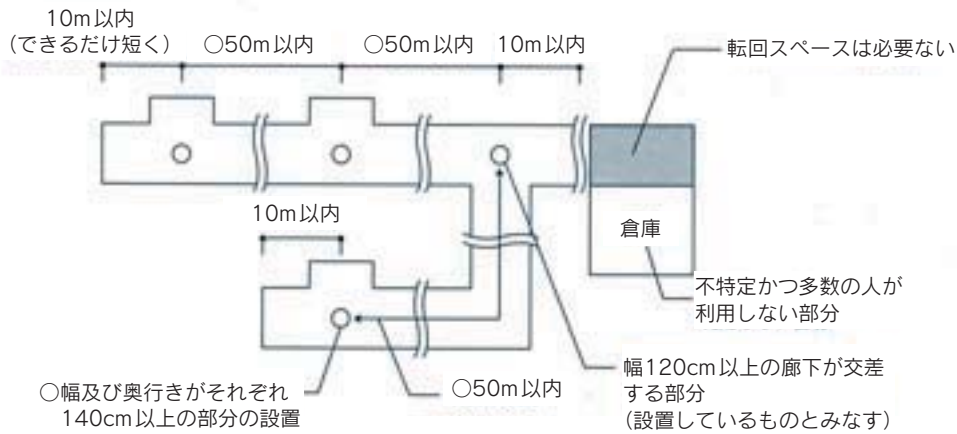 10m以内
（できるだけ短く）
○50m以内
○50m以内
10m以内
転回スペースは必要ない
10m以内
倉庫
不特定かつ多数の人が
利用しない部分
○幅及び奥行きがそれぞれ
140cm以上の部分の設置
○50m以内
幅120cm以上の廊下が交差
する部分
（設置しているものとみなす）